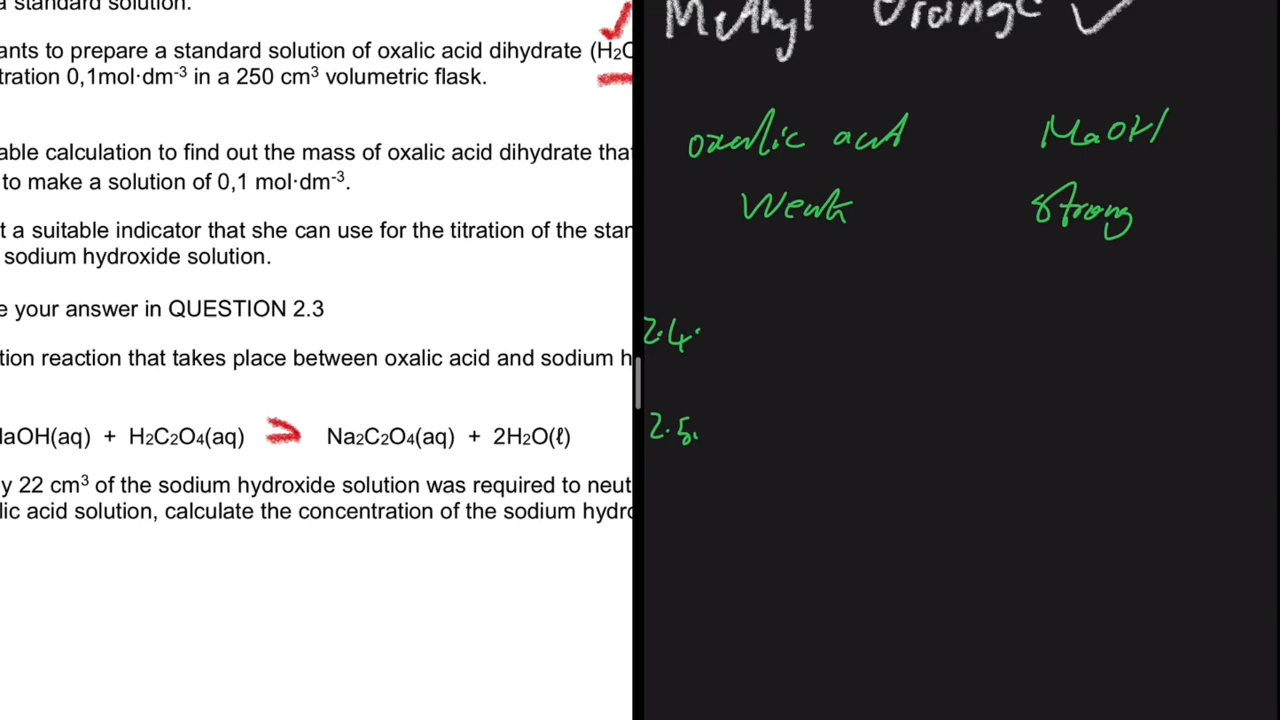 a standard solution.
ants to prepare a standard solution of oxalic acid dihydrate (H₂C
tration 0,1mol·dm⁻³ in a 250 cm³ volumetric flask.
able calculation to find out the mass of oxalic acid dihydrate tha
to make a solution of 0,1 mol·dm⁻³.
t a suitable indicator that she can use for the titration of the stan
sodium hydroxide solution.
e your answer in QUESTION 2.3
tion reaction that takes place between oxalic acid and sodium h
NaOH(aq) + H₂C₂O₄(aq) → Na₂C₂O₄(aq) + 2H₂O(ℓ)
y 22 cm³ of the sodium hydroxide solution was required to neut
lic acid solution, calculate the concentration of the sodium hydro
Methyl Orange ✓
oxalic acid NaOH
Weak strong
2.4.
2.5.